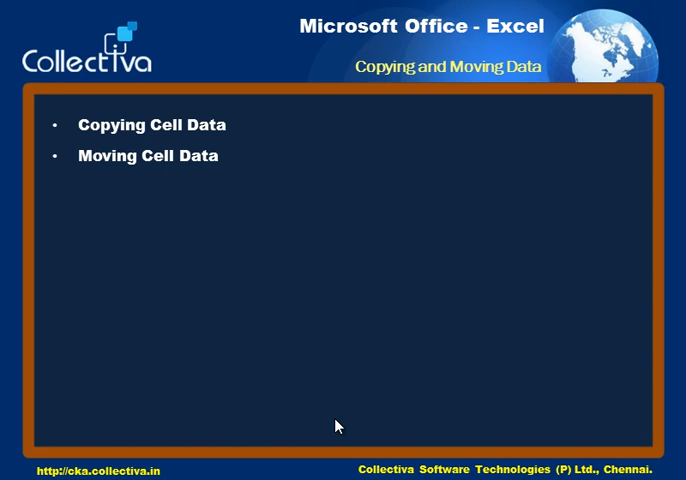 Collectiva
Microsoft Office - Excel
Copying and Moving Data
• Copying Cell Data
• Moving Cell Data
http://cka.collectiva.in
Collectiva Software Technologies (P) Ltd., Chennai.